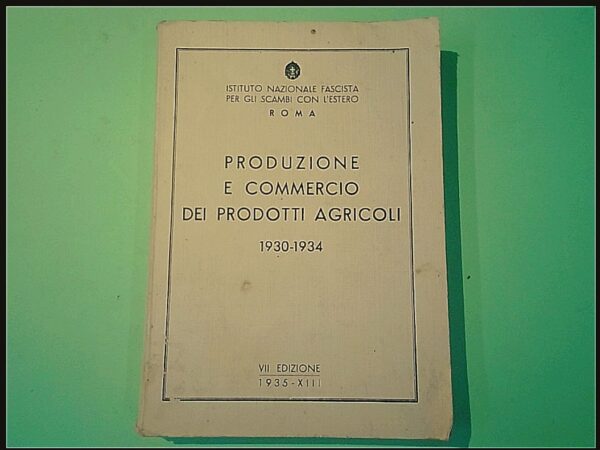 ISTITUTO NAZIONALE FASCISTA
PER GLI SCAMBI CON L'ESTERO
ROMA
PRODUZIONE
E COMMERCIO
DEI PRODOTTI AGRICOLI
1930-1934
VII EDIZIONE
1935-XIII